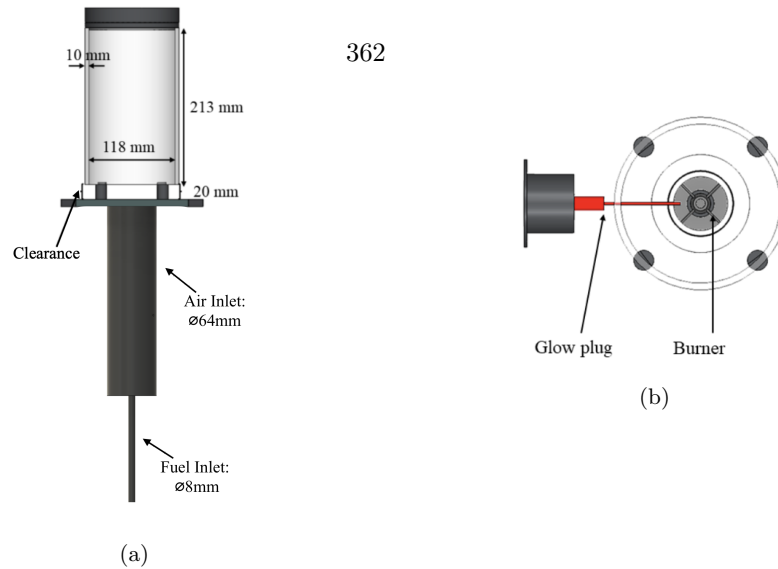 362
10 mm
213 mm
118 mm
20 mm
Clearance
Air Inlet:
⌀64mm
Glow plug
Burner
Fuel Inlet:
⌀8mm
(a)
(b)